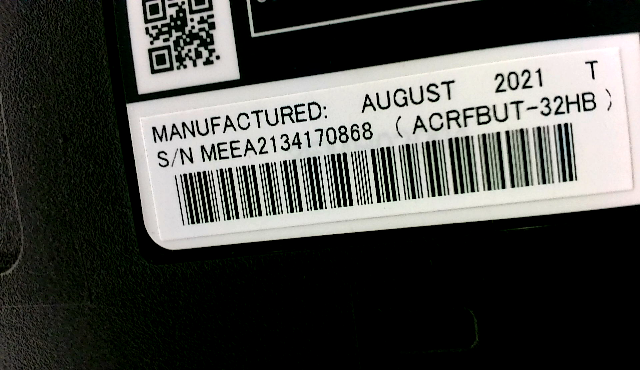 MANUFACTURED: AUGUST 2021 T
S/N MEEA2134170868 (ACRFBUT-32HB)